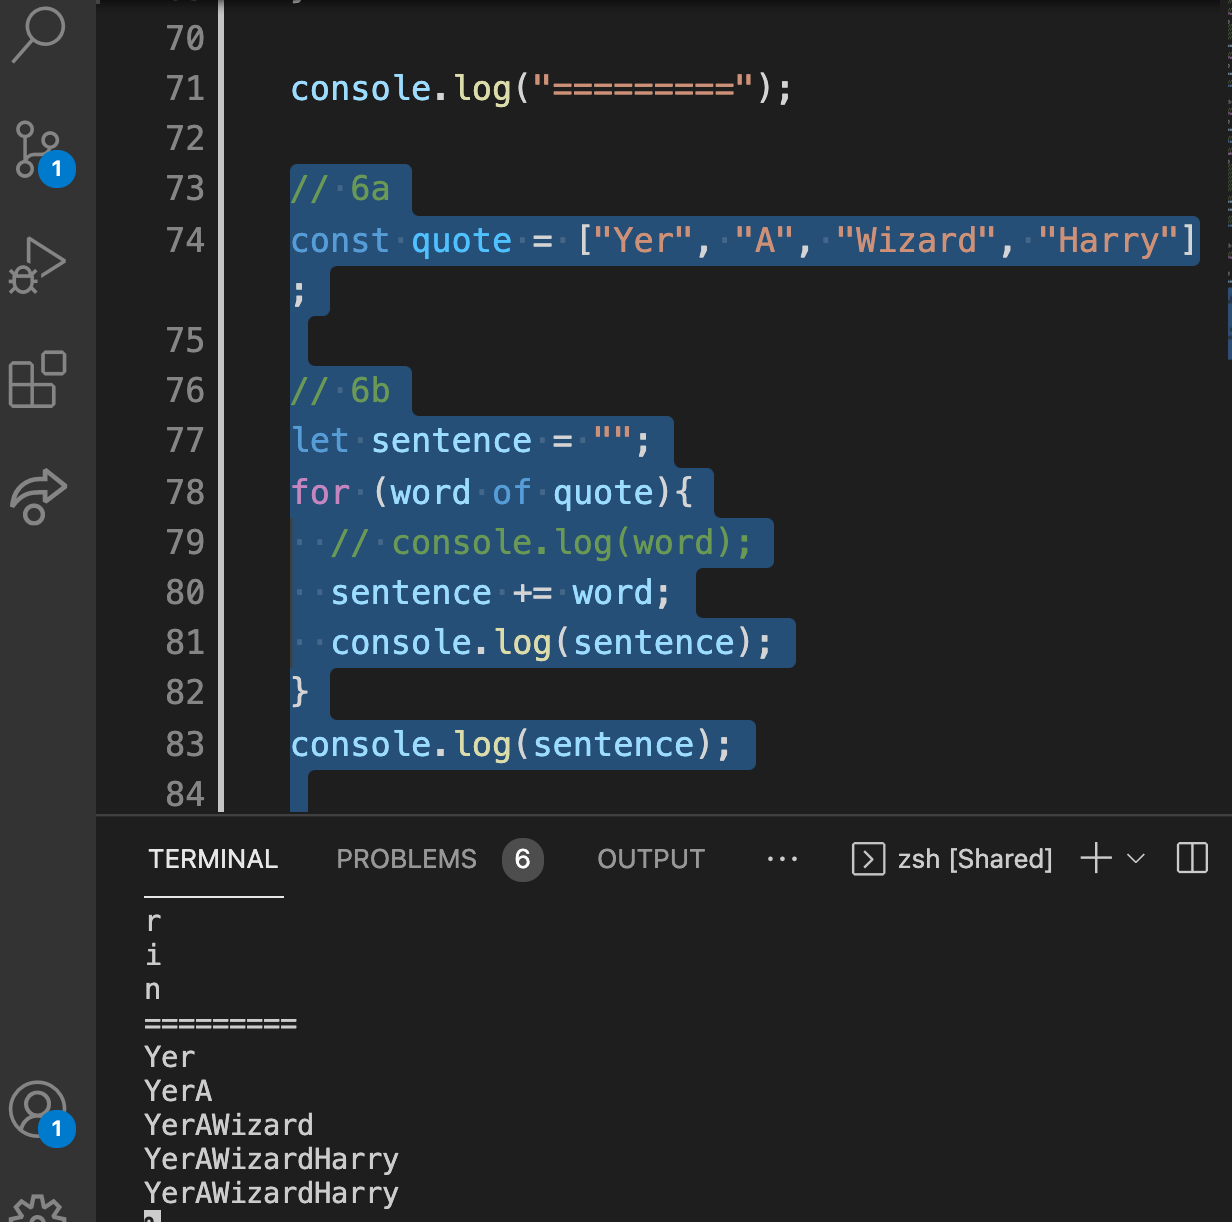 70
71 console.log("=========");
72
73 // 6a
74 const quote = ["Yer", "A", "Wizard", "Harry"]
;
75
76 // 6b
77 let sentence = "";
78 for (word of quote){
79   // console.log(word);
80   sentence += word;
81   console.log(sentence);
82 }
83 console.log(sentence);
84
1
TERMINAL PROBLEMS 6 OUTPUT ... zsh [Shared]
r
i
n
=========
Yer
YerA
YerAWizard
YerAWizardHarry
YerAWizardHarry
1